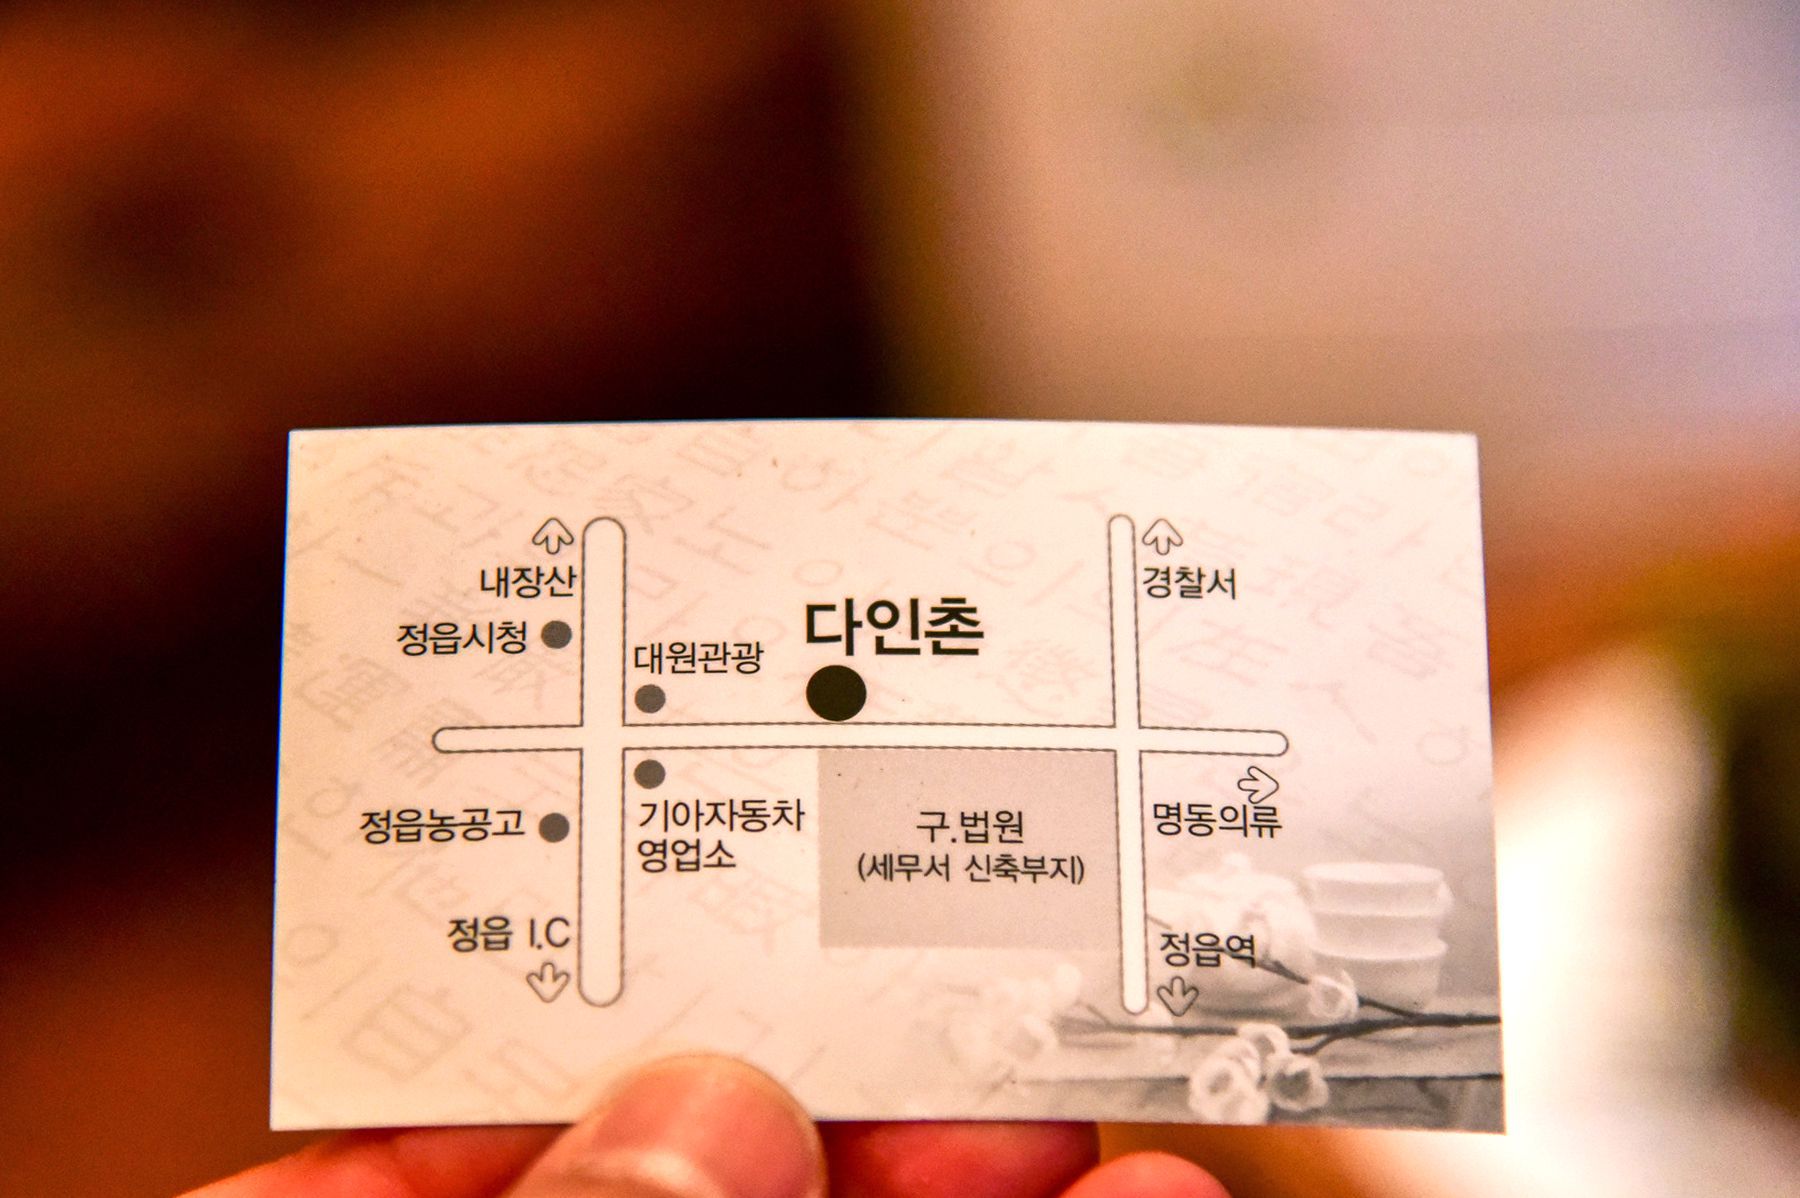 내장산
경찰서
정읍시청
대원관광
다인촌
정읍농공고
기아자동차
영업소
구.법원
(세무서 신축부지)
명동의류
정읍 I.C
정읍역